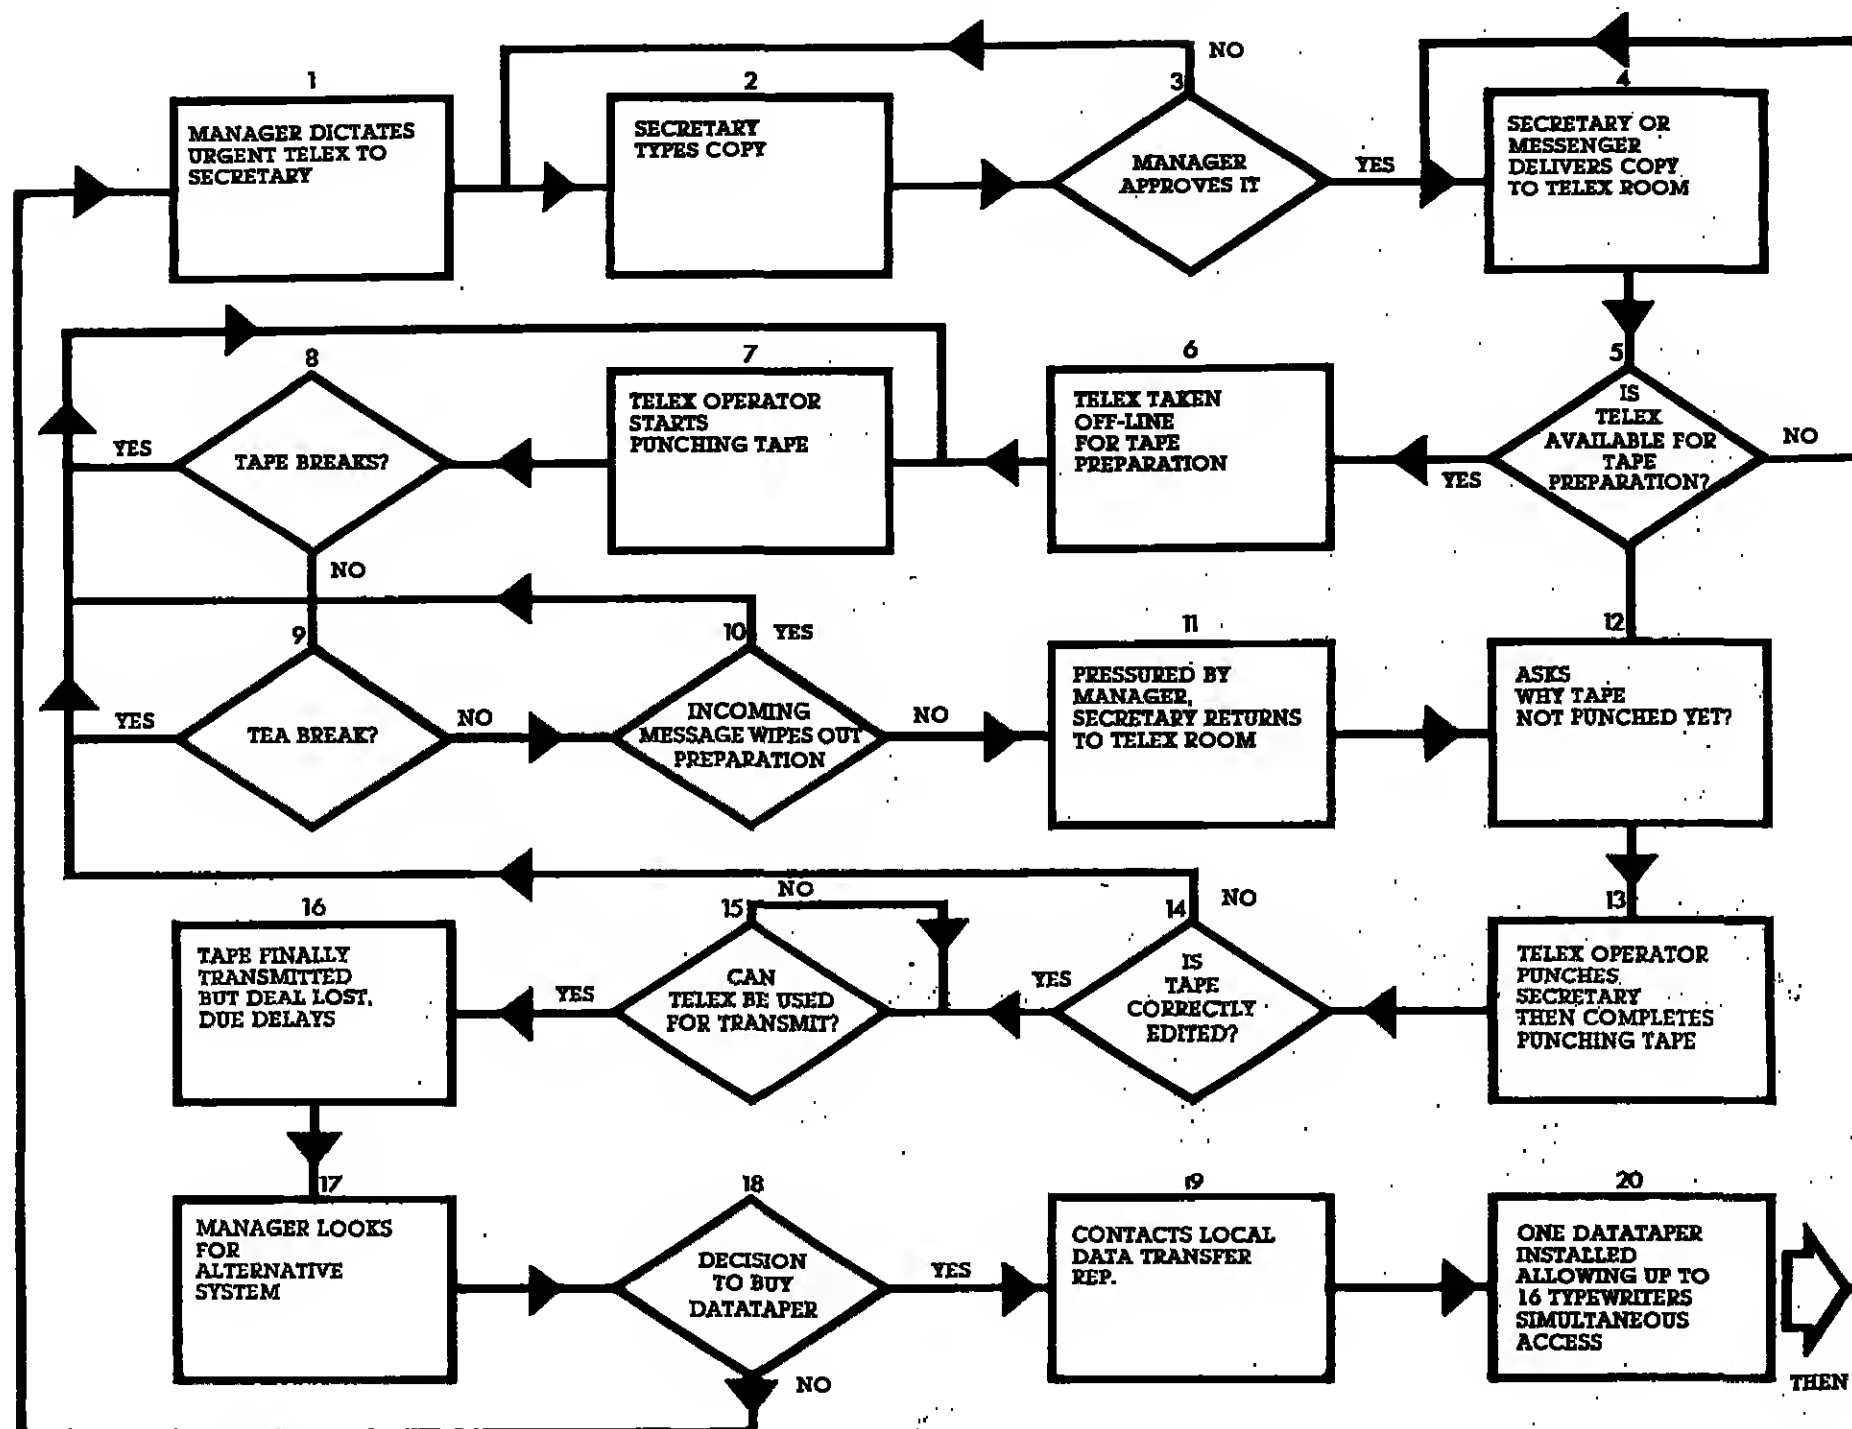 1
MANAGER DICTATES
URGENT TELEX TO
SECRETARY
2
SECRETARY
TYPES COPY
NO
3
MANAGER
APPROVES IT
YES
4
SECRETARY OR
MESSENGER
DELIVERS COPY
TO TELEX ROOM
5
IS
TELEX
AVAILABLE FOR
TAPE
PREPARATION?
NO
YES
6
TELEX TAKEN
OFF-LINE
FOR TAPE
PREPARATION
7
TELEX OPERATOR
STARTS
PUNCHING TAPE
8
TAPE BREAKS?
YES
NO
9
TEA BREAK?
YES
NO
10
YES
INCOMING
MESSAGE WIPES OUT
PREPARATION
NO
11
PRESSURED BY
MANAGER,
SECRETARY RETURNS
TO TELEX ROOM
12
ASKS
WHY TAPE
NOT PUNCHED YET?
13
TELEX OPERATOR
PUNCHES
SECRETARY
THEN COMPLETES
PUNCHING TAPE
14
NO
IS
TAPE
CORRECTLY
EDITED?
YES
15
NO
CAN
TELEX BE USED
FOR TRANSMIT?
YES
16
TAPE FINALLY
TRANSMITTED
BUT DEAL LOST,
DUE DELAYS
17
MANAGER LOOKS
FOR
ALTERNATIVE
SYSTEM
18
DECISION
TO BUY
DATATAPER
YES
NO
19
CONTACTS LOCAL
DATA TRANSFER
REP.
20
ONE DATATAPER
INSTALLED
ALLOWING UP TO
16 TYPEWRITERS
SIMULTANEOUS
ACCESS
THEN